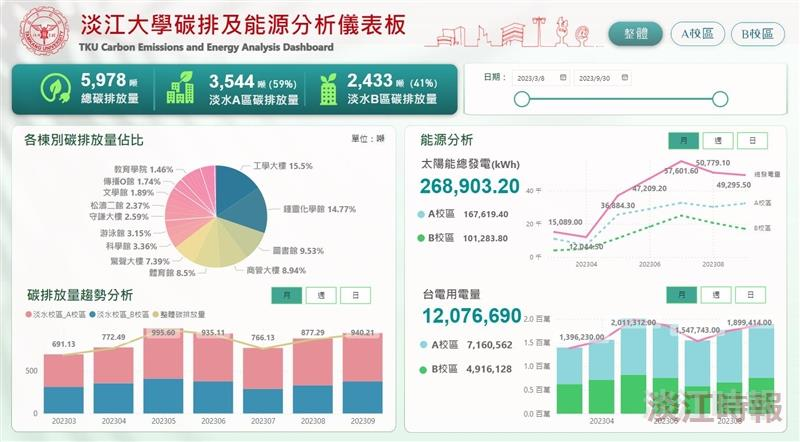 淡江大學碳排及能源分析儀表板
TKU Carbon Emissions and Energy Analysis Dashboard
整體
A校區
B校區
5,978 噸
總碳排放量
3,544 噸 (59%)
淡水A區碳排放量
2,433 噸 (41%)
淡水B區碳排放量
日期：
2023/3/8
2023/9/30
各棟別碳排放量佔比
單位：噸
教育學院 1.46%
傳播O館 1.74%
文學館 1.89%
松濤二館 2.37%
守謙大樓 2.59%
游泳館 3.15%
科學館 3.36%
驚聲大樓 7.39%
體育館 8.5%
工學大樓 15.5%
鍾靈化學館 14.77%
圖書館 9.53%
商管大樓 8.94%
碳排放量趨勢分析
月
週
日
淡水校區_A校區
淡水校區_B校區
整體碳排放量
691.13
772.49
995.60
935.11
766.13
877.29
940.21
500
0
202303
202304
202305
202306
202307
202308
202309
能源分析
月
週
日
太陽能總發電(kWh)
268,903.20
A校區 167,619.40
B校區 101,283.80
40 千
20 千
0 千
15,089.00
12,044.50
36,884.30
47,209.20
57,601.60
50,779.10
49,295.50
總發電量
A校區
B校區
202304
202306
202308
台電用電量
月
週
日
12,076,690
A校區 7,160,562
B校區 4,916,128
2.0 百萬
1.5 百萬
1.0 百萬
0.5 百萬
0.0 百萬
1,396,230.00
2,011,312.00
1,547,743.00
1,899,414.00
202304
202306
202308
淡江時報